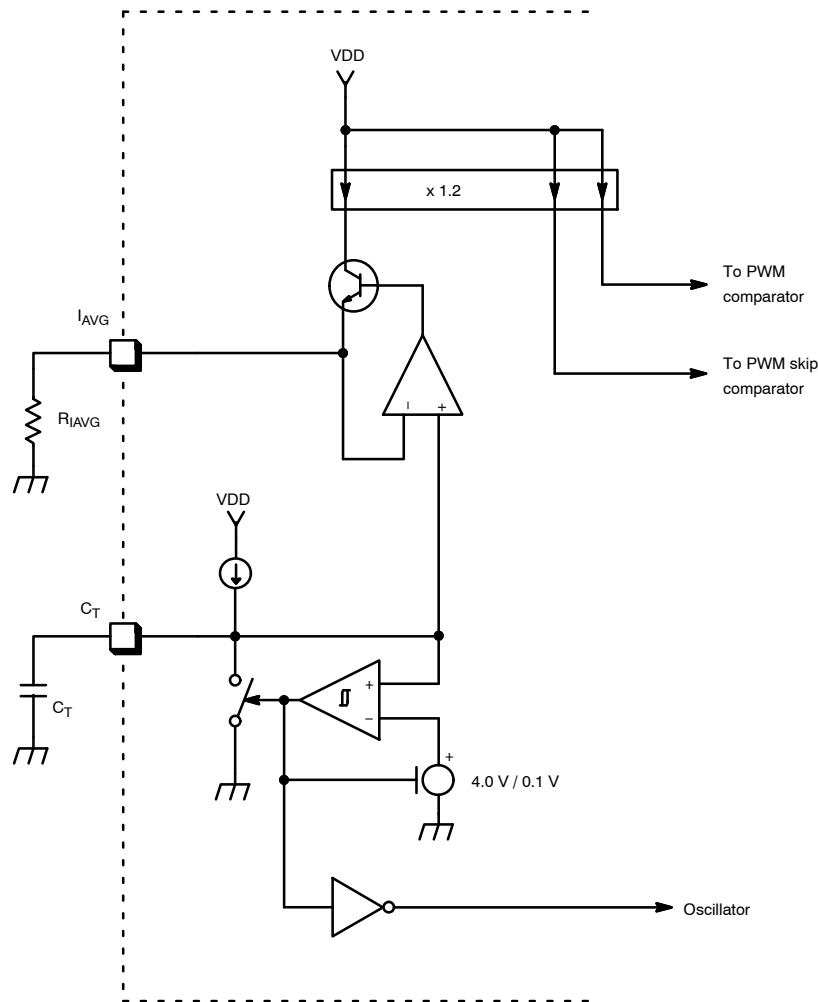 VDD
x 1.2
To PWM
comparator
IAVG
To PWM skip
comparator
RIAVG
− +
VDD
CT
+
−
+
CT
4.0 V / 0.1 V
Oscillator